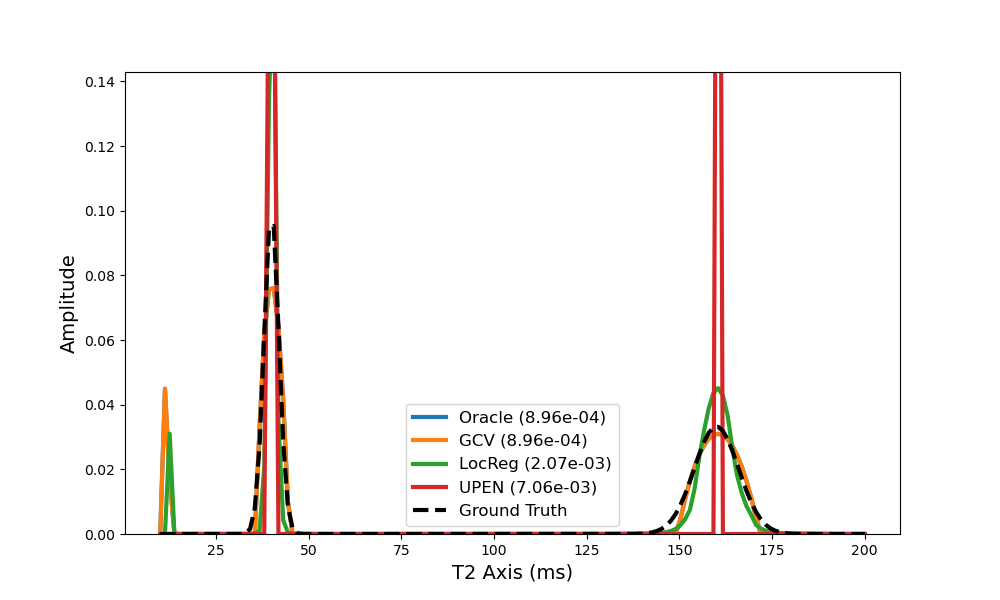 0.14
0.12
0.10
0.08
0.06
0.04
0.02
0.00
Amplitude
Oracle (8.96e-04)
GCV (8.96e-04)
LocReg (2.07e-03)
UPEN (7.06e-03)
Ground Truth
25 50 75 100 125 150 175 200
T2 Axis (ms)